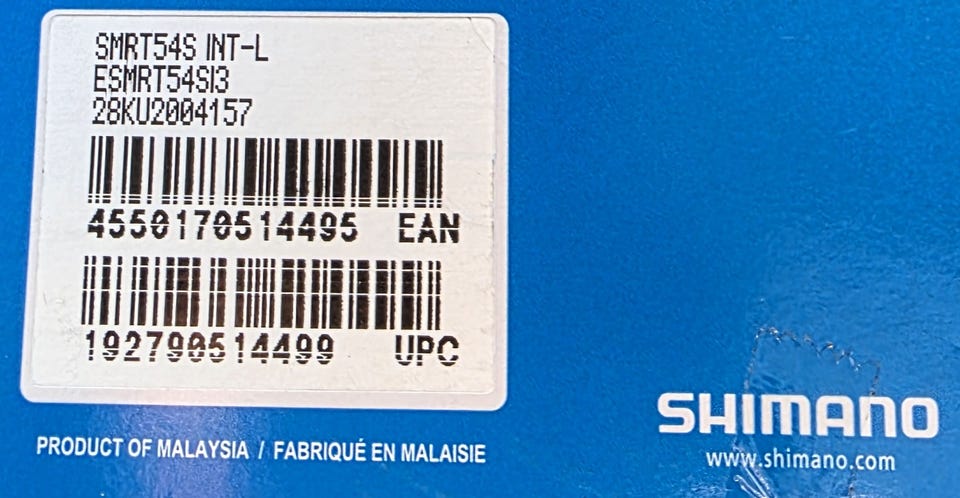 SMRT54S INT-L
ESMRT54SI3
28KU2004157
4550170514495 EAN
192790514499 UPC
PRODUCT OF MALAYSIA / FABRIQUÉ EN MALAISIE
SHIMANO
www.shimano.com